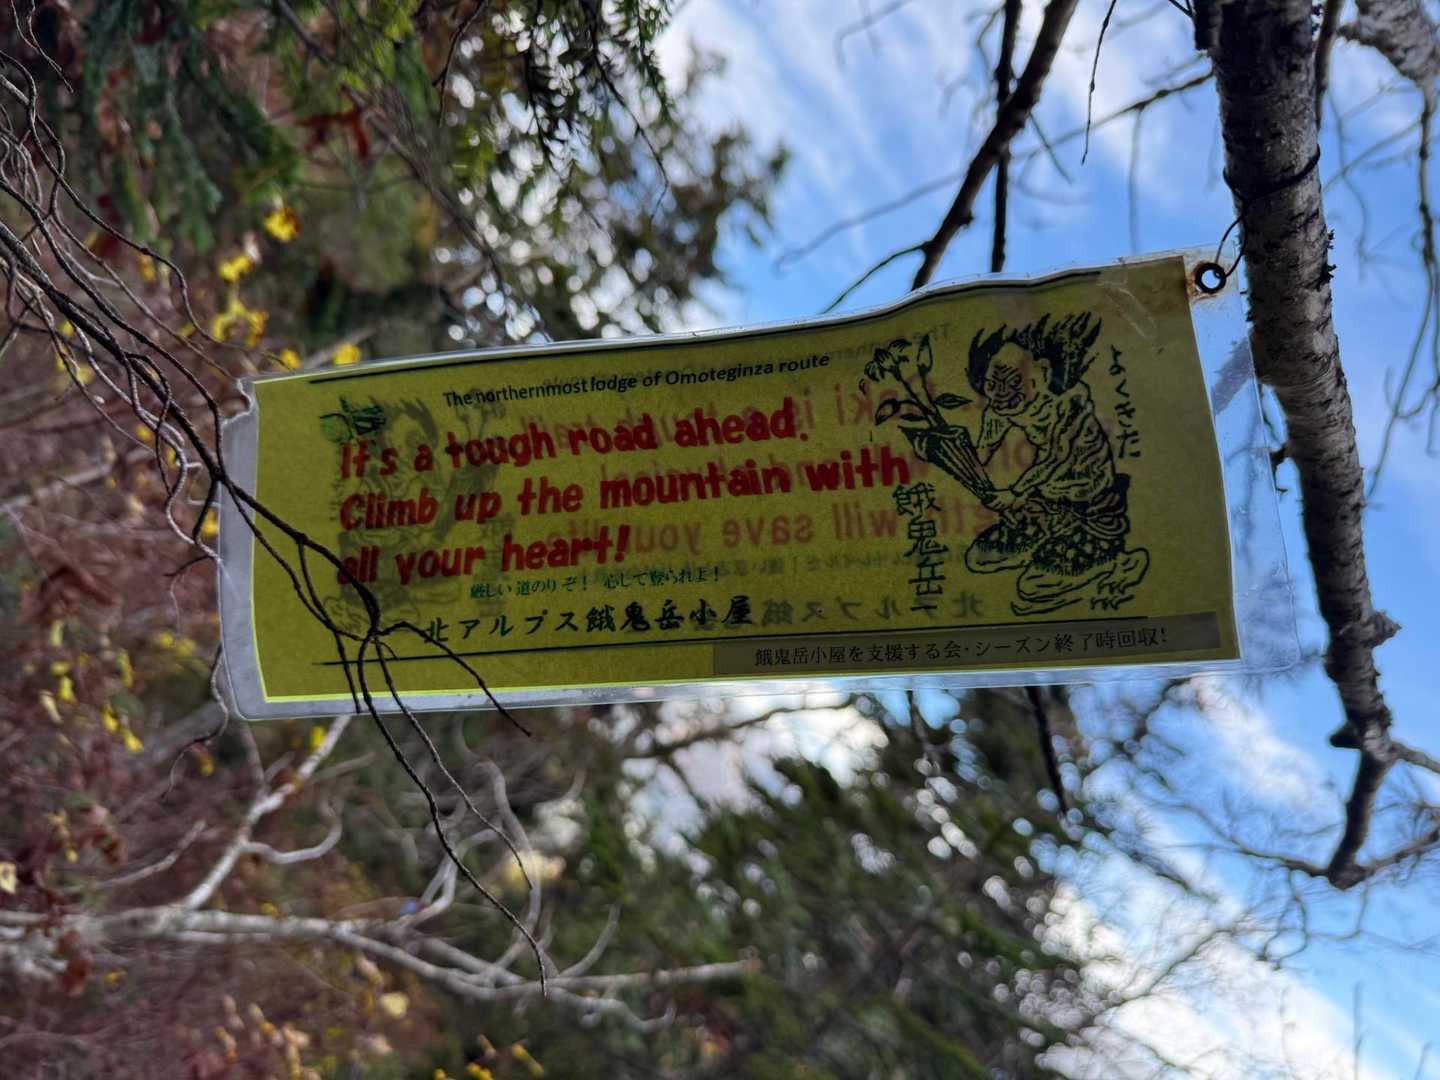 The northernmost lodge of Omoteginza route
It's a tough road ahead.
Climb up the mountain with
all your heart!
厳しい道のりぞ！ 心して登られよ！
北アルプス餓鬼岳小屋
よくきた
餓鬼岳
餓鬼岳小屋を支援する会・シーズン終了時回収！